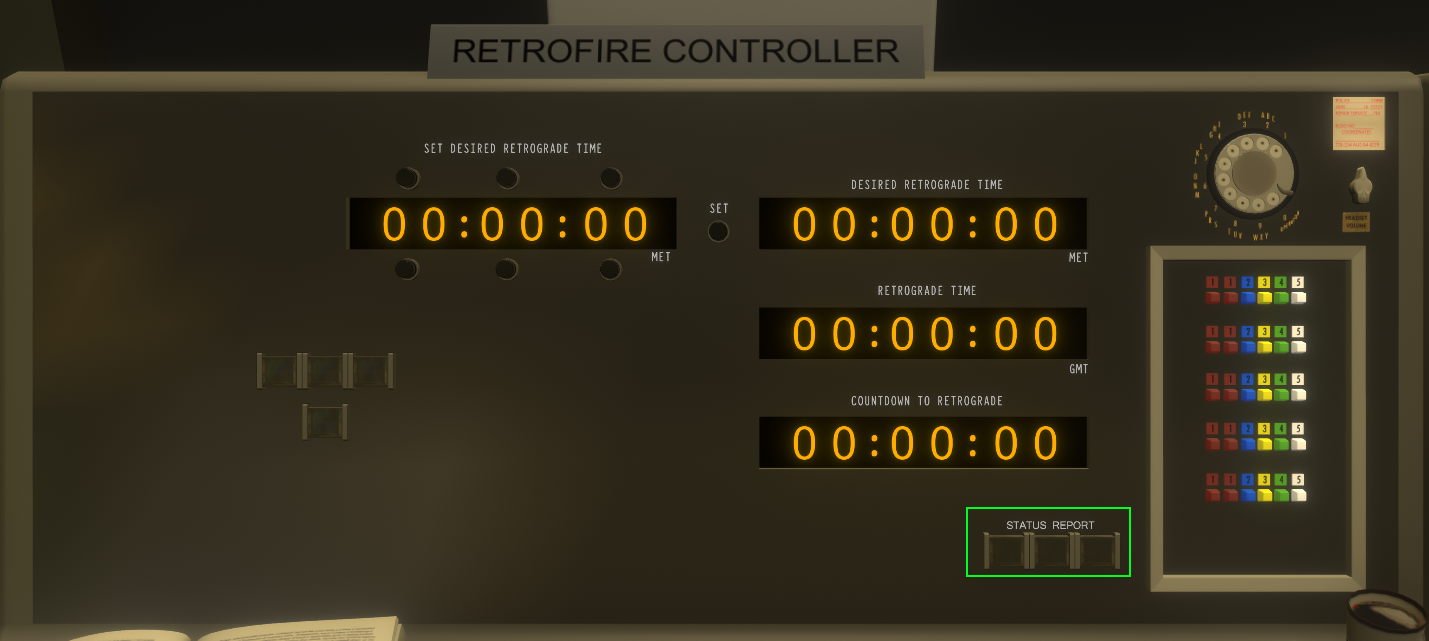 RETROFIRE CONTROLLER
SET DESIRED RETROGRADE TIME
00:00:00
MET
SET
DESIRED RETROGRADE TIME
00:00:00
MET
RETROGRADE TIME
00:00:00
GMT
COUNTDOWN TO RETROGRADE
00:00:00
STATUS REPORT
HEADSET
VOLUME
1 1 2 3 4 5
1 1 2 3 4 5
1 1 2 3 4 5
1 1 2 3 4 5
1 1 2 3 4 5